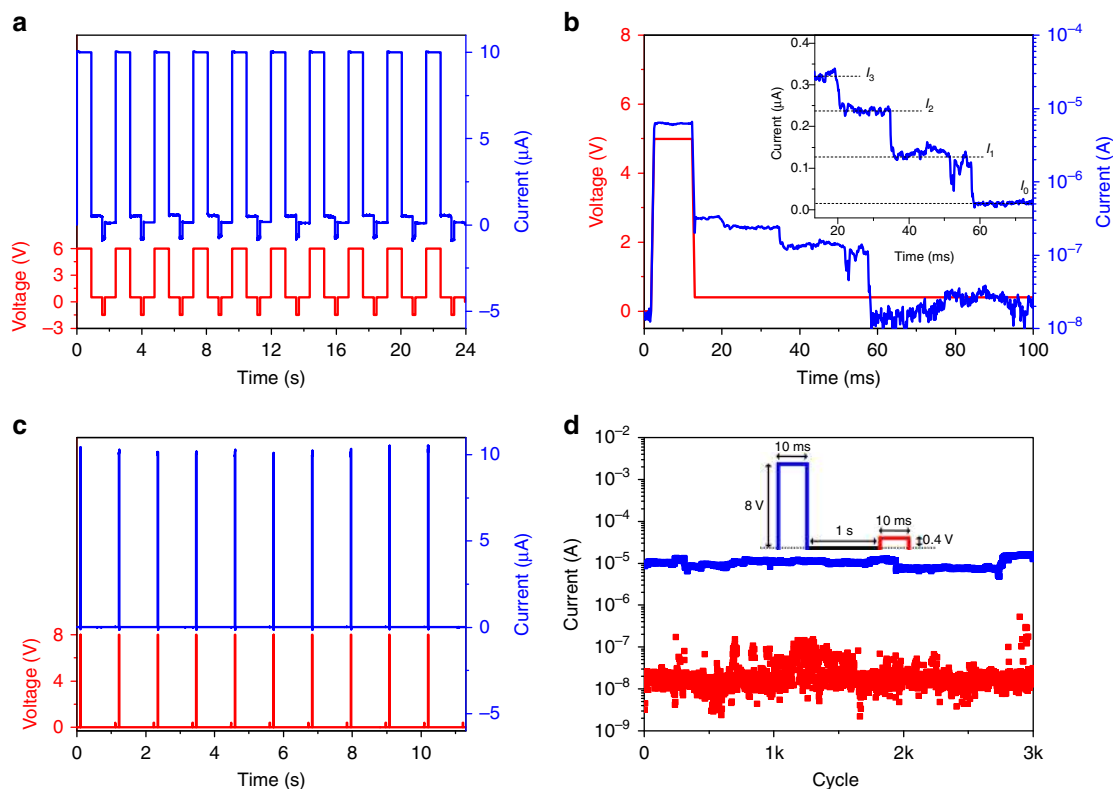 a
Voltage (V)
6
3
0
−3
10
5
0
−5
Current (μA)
0 4 8 12 16 20 24
Time (s)
b
Voltage (V)
8
6
4
2
0
10⁻⁴
10⁻⁵
10⁻⁶
10⁻⁷
10⁻⁸
Current (A)
0 20 40 60 80 100
Time (ms)
Current (μA)
0.4
0.3
0.2
0.1
0.0
I₃
I₂
I₁
I₀
20 40 60
Time (ms)
c
Voltage (V)
8
4
0
10
5
0
−5
Current (μA)
0 2 4 6 8 10
Time (s)
d
Current (A)
10⁻²
10⁻³
10⁻⁴
10⁻⁵
10⁻⁶
10⁻⁷
10⁻⁸
10⁻⁹
10 ms
8 V
1 s
10 ms
0.4 V
0 1k 2k 3k
Cycle